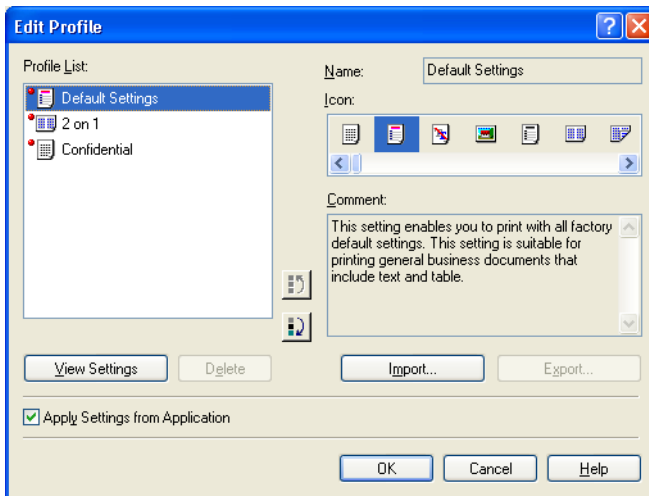 Edit Profile
Profile List:
Default Settings
2 on 1
Confidential
Name:
Default Settings
Icon:
Comment:
This setting enables you to print with all factory
default settings. This setting is suitable for
printing general business documents that
include text and table.
View Settings
Delete
Import...
Export...
Apply Settings from Application
OK
Cancel
Help